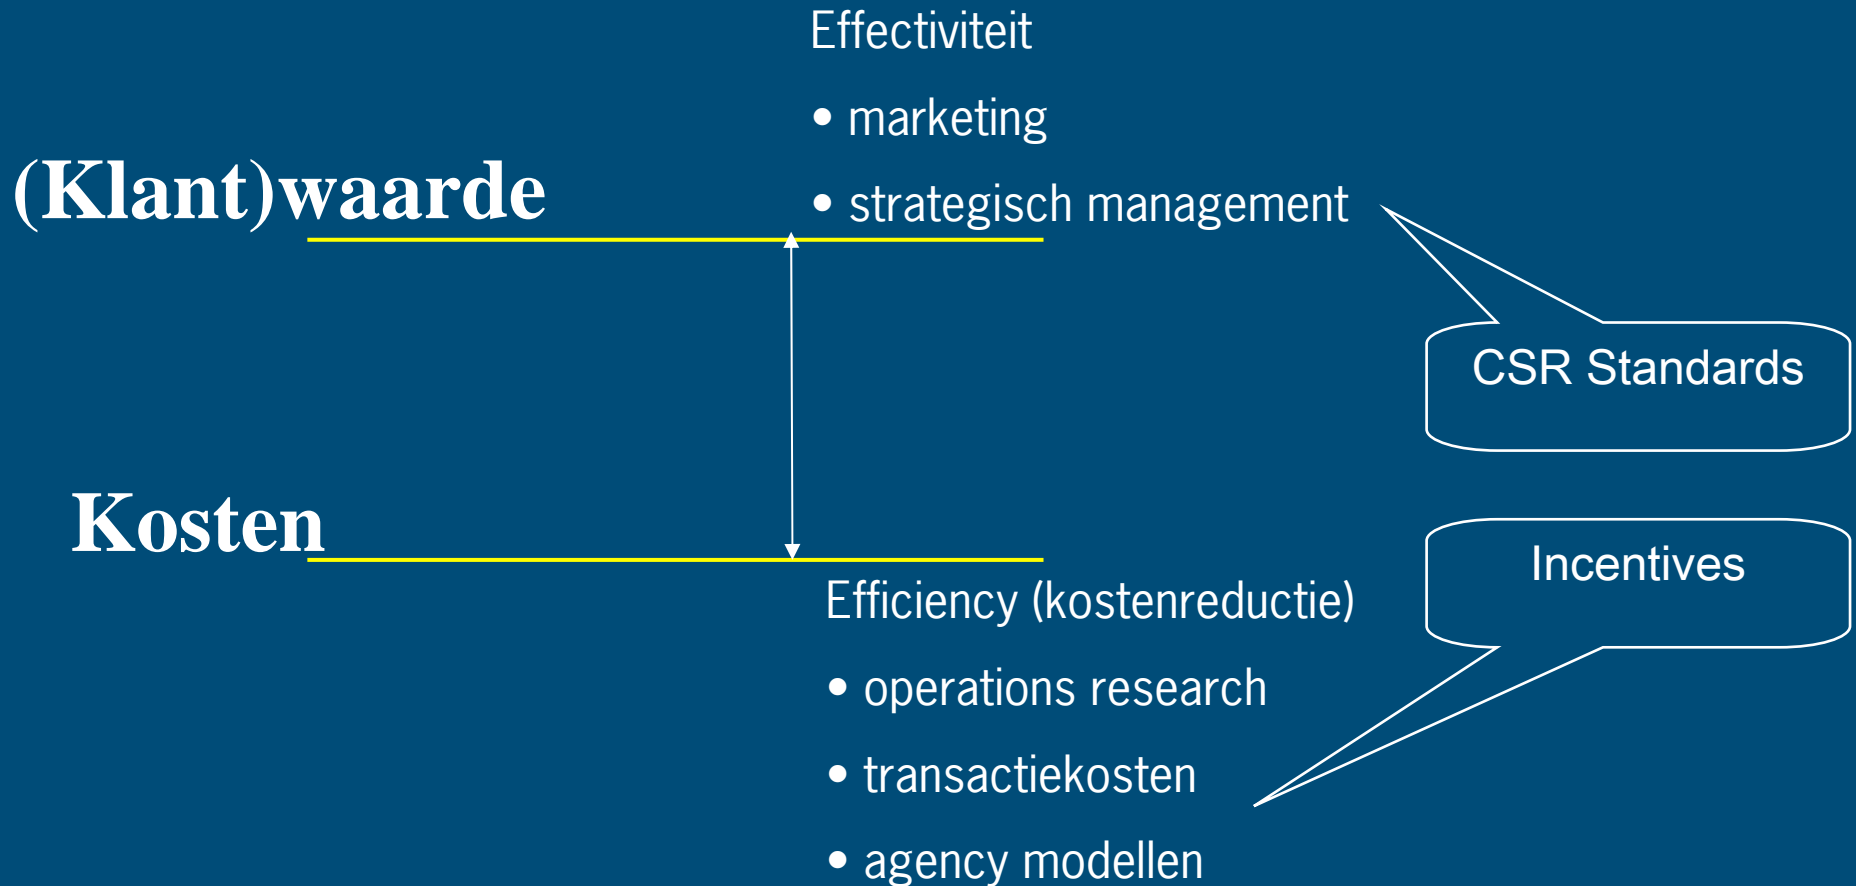 Effectiviteit
• marketing
(Klant)waarde
• strategisch management
CSR Standards
Kosten
Incentives
Efficiency (kostenreductie)
• operations research
• transactiekosten
• agency modellen